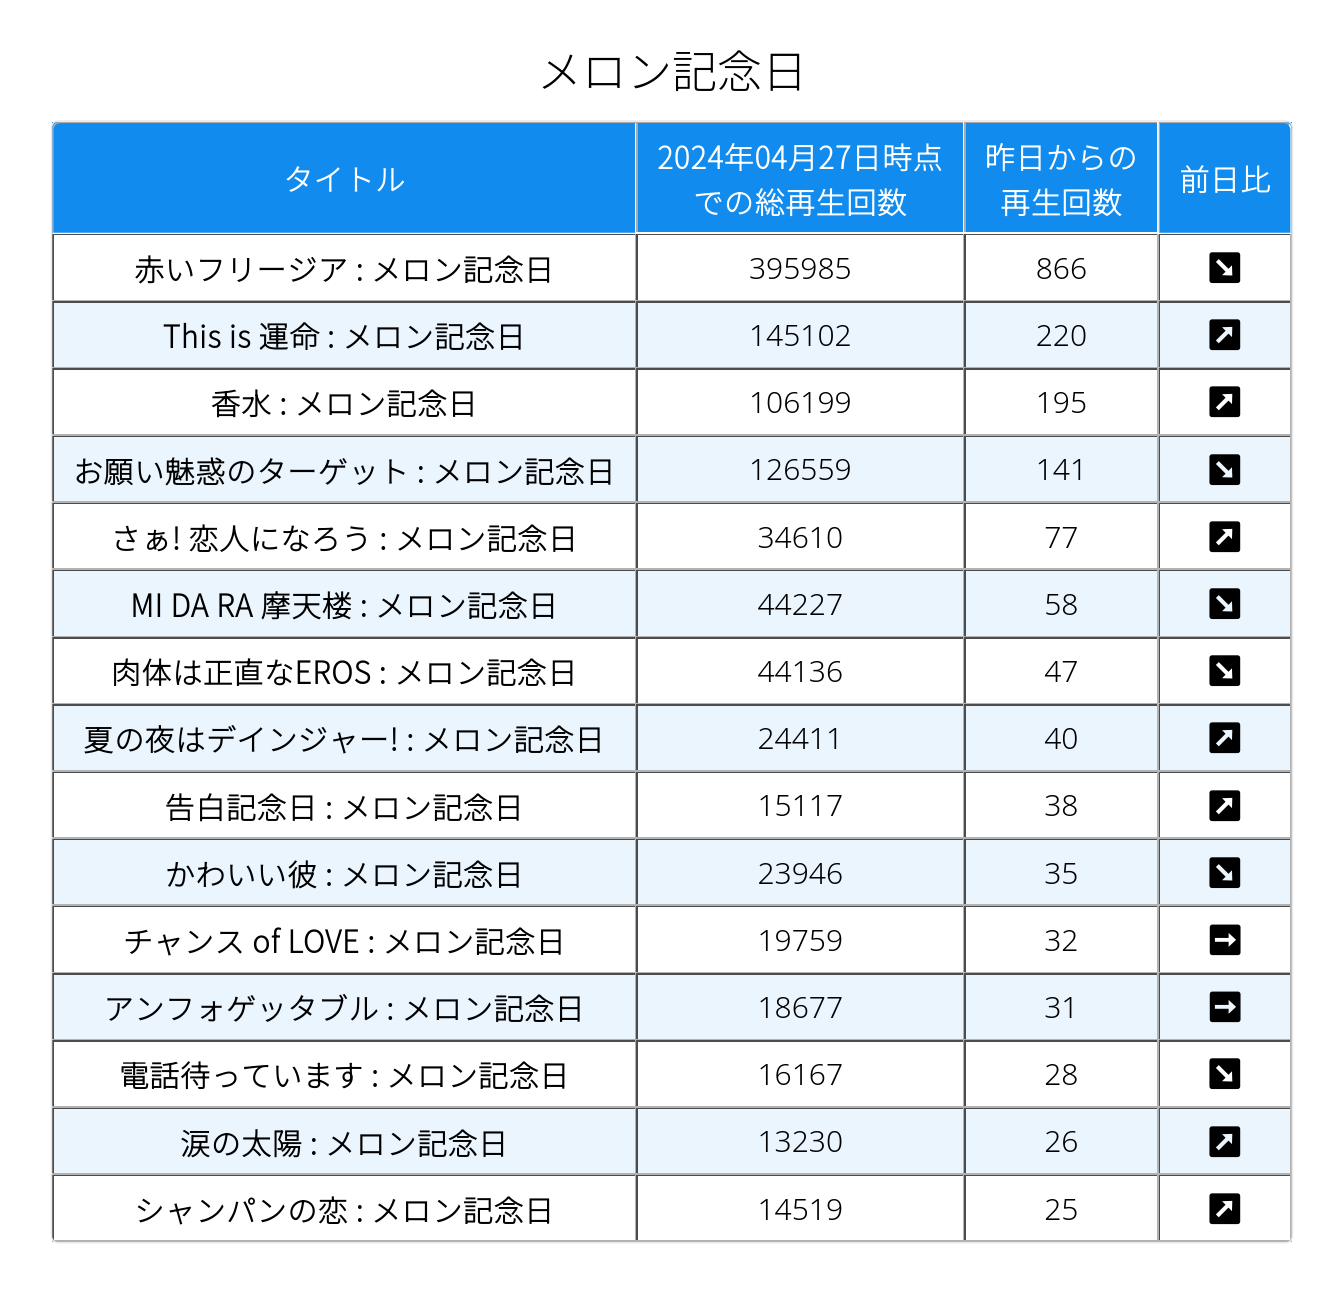 メロン記念日
タイトル
2024年04月27日時点
での総再生回数
昨日からの
再生回数
前日比
赤いフリージア : メロン記念日 395985 866 ↘
This is 運命 : メロン記念日 145102 220 ↗
香水 : メロン記念日 106199 195 ↗
お願い魅惑のターゲット : メロン記念日 126559 141 ↘
さぁ! 恋人になろう : メロン記念日 34610 77 ↗
MI DA RA 摩天楼 : メロン記念日 44227 58 ↘
肉体は正直なEROS : メロン記念日 44136 47 ↘
夏の夜はデインジャー! : メロン記念日 24411 40 ↗
告白記念日 : メロン記念日 15117 38 ↗
かわいい彼 : メロン記念日 23946 35 ↘
チャンス of LOVE : メロン記念日 19759 32 →
アンフォゲッタブル : メロン記念日 18677 31 →
電話待っています : メロン記念日 16167 28 ↘
涙の太陽 : メロン記念日 13230 26 ↗
シャンパンの恋 : メロン記念日 14519 25 ↗